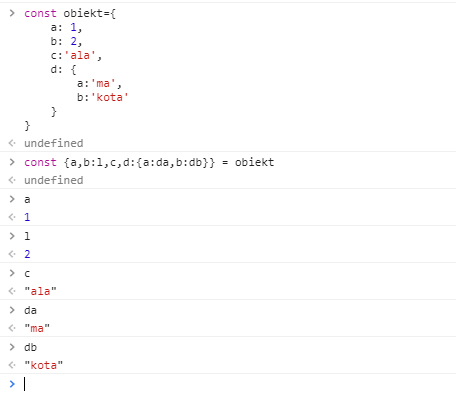 > const obiekt={
a: 1,
b: 2,
c:'ala',
d: {
a:'ma',
b:'kota'
}
}
< undefined
> const {a,b:l,c,d:{a:da,b:db}} = obiekt
< undefined
> a
< 1
> l
< 2
> c
< "ala"
> da
< "ma"
> db
< "kota"
>